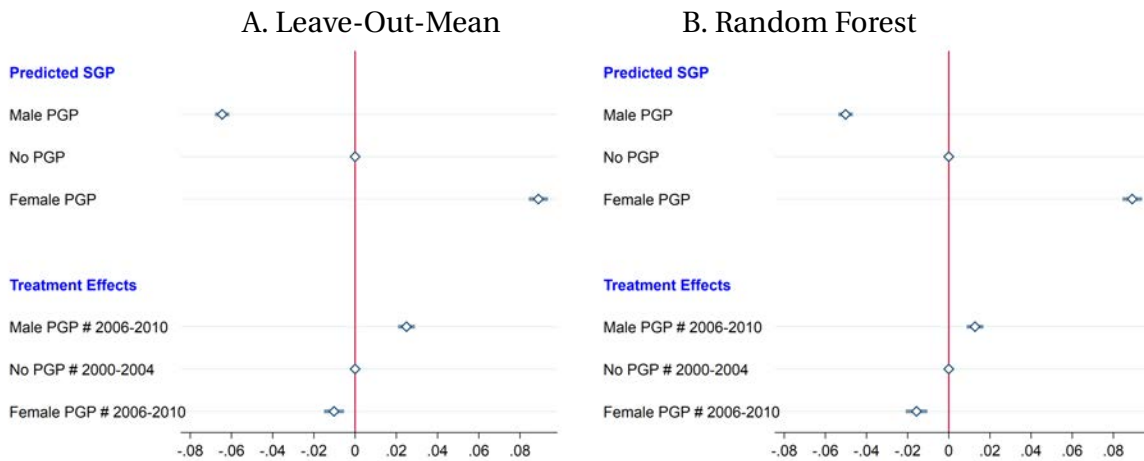 A. Leave-Out-Mean
Predicted SGP
Male PGP
No PGP
Female PGP
Treatment Effects
Male PGP # 2006-2010
No PGP # 2000-2004
Female PGP # 2006-2010
-.08 -.06 -.04 -.02 0 .02 .04 .06 .08
B. Random Forest
Predicted SGP
Male PGP
No PGP
Female PGP
Treatment Effects
Male PGP # 2006-2010
No PGP # 2000-2004
Female PGP # 2006-2010
-.08 -.06 -.04 -.02 0 .02 .04 .06 .08